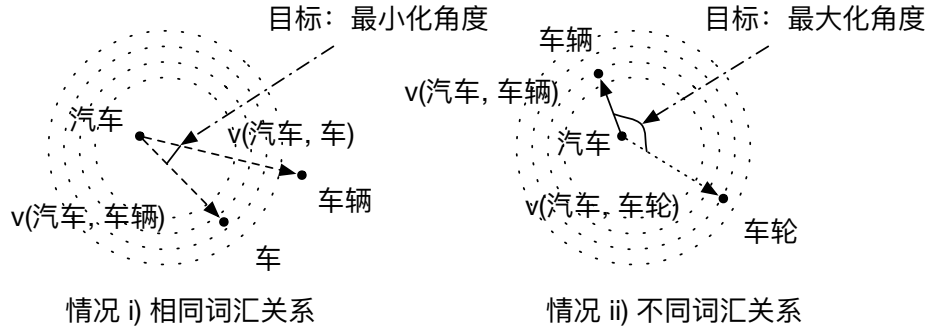 目标：最小化角度
汽车
v(汽车, 车)
车辆
v(汽车, 车辆)
车
情况 i) 相同词汇关系
目标：最大化角度
车辆
v(汽车, 车辆)
汽车
v(汽车, 车轮)
车轮
情况 ii) 不同词汇关系